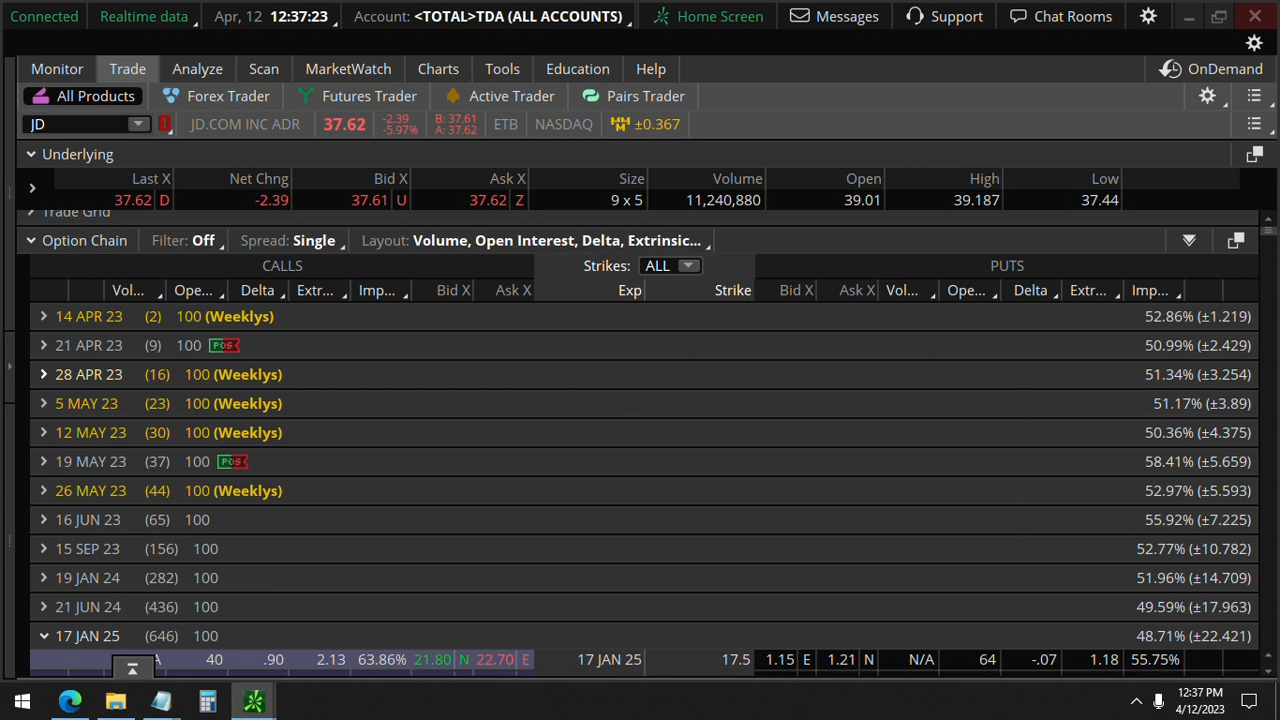 Connected Realtime data Apr, 12 12:37:23 Account: <TOTAL>TDA (ALL ACCOUNTS) Home Screen Messages Support Chat Rooms
Monitor Trade Analyze Scan MarketWatch Charts Tools Education Help OnDemand
All Products Forex Trader Futures Trader Active Trader Pairs Trader
JD 1 JD.COM INC ADR 37.62 -2.39 -5.97% B: 37.61 A: 37.62 ETB NASDAQ ±0.367
Underlying
Last X Net Chng Bid X Ask X Size Volume Open High Low
37.62 D -2.39 37.61 U 37.62 Z 9 x 5 11,240,880 39.01 39.187 37.44
Trade Grid
Option Chain Filter: Off Spread: Single Layout: Volume, Open Interest, Delta, Extrinsic...
CALLS Strikes: ALL PUTS
Vol... Ope... Delta Extr... Imp... Bid X Ask X Exp Strike Bid X Ask X Vol... Ope... Delta Extr... Imp...
14 APR 23 (2) 100 (Weeklys) 52.86% (±1.219)
21 APR 23 (9) 100 POS 50.99% (±2.429)
28 APR 23 (16) 100 (Weeklys) 51.34% (±3.254)
5 MAY 23 (23) 100 (Weeklys) 51.17% (±3.89)
12 MAY 23 (30) 100 (Weeklys) 50.36% (±4.375)
19 MAY 23 (37) 100 POS 58.41% (±5.659)
26 MAY 23 (44) 100 (Weeklys) 52.97% (±5.593)
16 JUN 23 (65) 100 55.92% (±7.225)
15 SEP 23 (156) 100 52.77% (±10.782)
19 JAN 24 (282) 100 51.96% (±14.709)
21 JUN 24 (436) 100 49.59% (±17.963)
17 JAN 25 (646) 100 48.71% (±22.421)
40 .90 2.13 63.86% 21.80 N 22.70 E 17 JAN 25 17.5 1.15 E 1.21 N N/A 64 -.07 1.18 55.75%
12:37 PM
4/12/2023